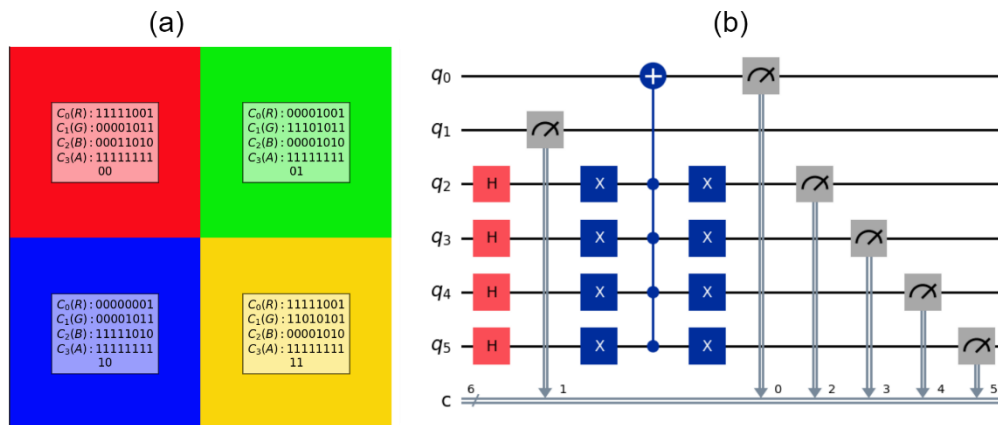 (a)
C₀(R): 11111001
C₁(G): 00001011
C₂(B): 00011010
C₃(A): 11111111
00
C₀(R): 00001001
C₁(G): 11101011
C₂(B): 00001010
C₃(A): 11111111
01
C₀(R): 00000001
C₁(G): 00001011
C₂(B): 11111010
C₃(A): 11111111
10
C₀(R): 11111001
C₁(G): 11010101
C₂(B): 00001010
C₃(A): 11111111
11
(b)
q₀
q₁
q₂ H X X
q₃ H X X
q₄ H X X
q₅ H X X
c 6 1 0 2 3 4 5